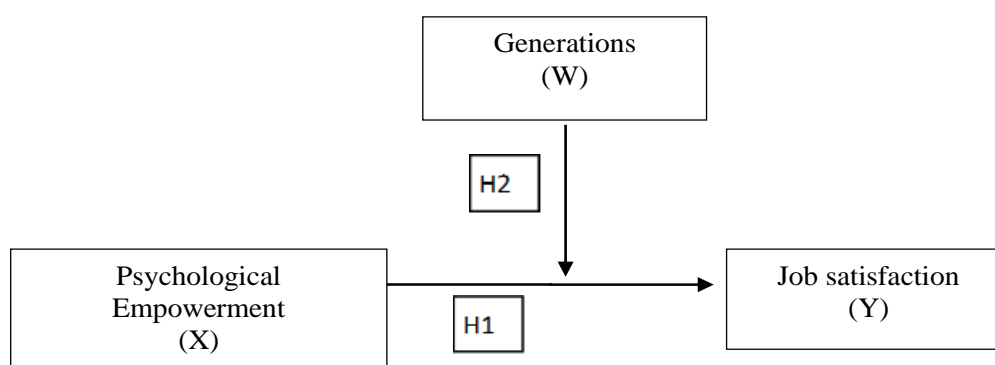 Generations
(W)
H2
Psychological
Empowerment
(X)
H1
Job satisfaction
(Y)